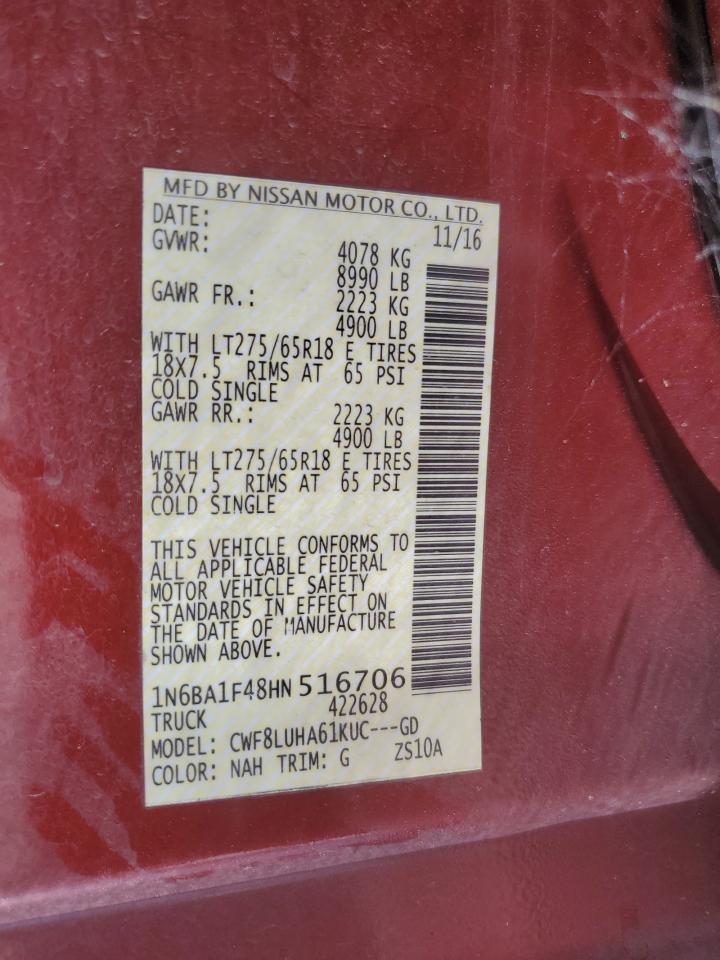 MFD BY NISSAN MOTOR CO., LTD.
DATE: 11/16
GVWR: 4078 KG
8990 LB
GAWR FR.: 2223 KG
4900 LB
WITH LT275/65R18 E TIRES
18X7.5 RIMS AT 65 PSI
COLD SINGLE
GAWR RR.: 2223 KG
4900 LB
WITH LT275/65R18 E TIRES
18X7.5 RIMS AT 65 PSI
COLD SINGLE
THIS VEHICLE CONFORMS TO
ALL APPLICABLE FEDERAL
MOTOR VEHICLE SAFETY
STANDARDS IN EFFECT ON
THE DATE OF MANUFACTURE
SHOWN ABOVE.
1N6BA1F48HN 516706
TRUCK 422628
MODEL: CWF8LUHA61KUC---GD
COLOR: NAH TRIM: G ZS10A